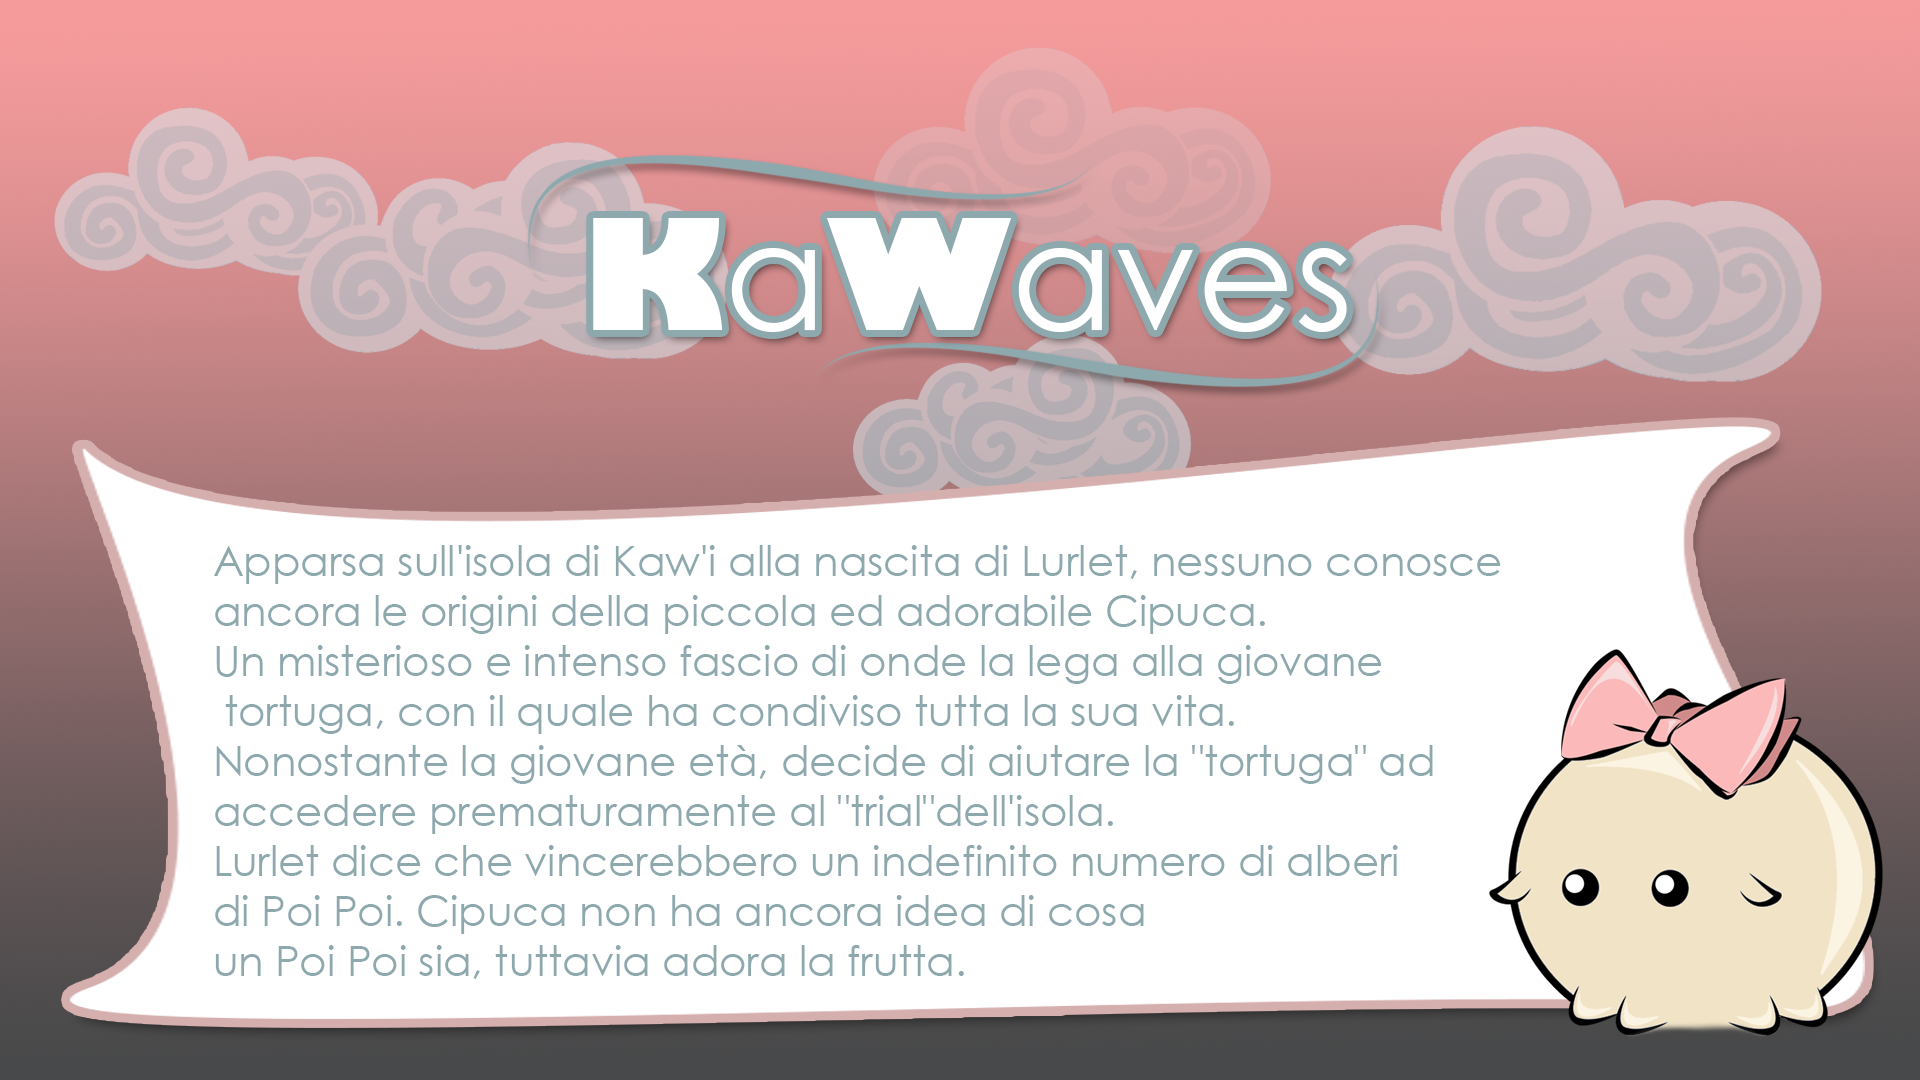 KaWaves
Apparsa sull'isola di Kaw'i alla nascita di Lurlet, nessuno conosce
ancora le origini della piccola ed adorabile Cipuca.
Un misterioso e intenso fascio di onde la lega alla giovane
tortuga, con il quale ha condiviso tutta la sua vita.
Nonostante la giovane età, decide di aiutare la "tortuga" ad
accedere prematuramente al "trial"dell'isola.
Lurlet dice che vincerebbero un indefinito numero di alberi
di Poi Poi. Cipuca non ha ancora idea di cosa
un Poi Poi sia, tuttavia adora la frutta.